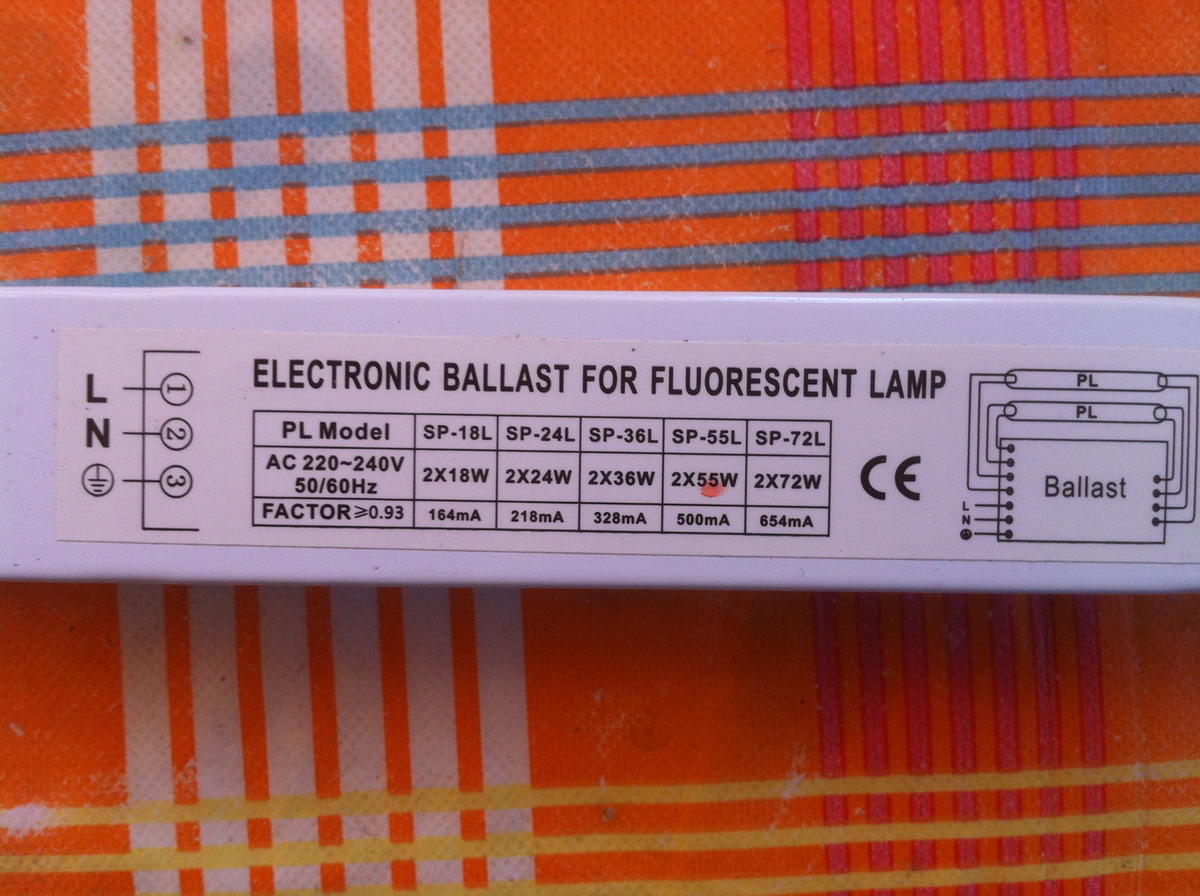 ELECTRONIC BALLAST FOR FLUORESCENT LAMP
L 1
N 2
3
PL Model SP-18L SP-24L SP-36L SP-55L SP-72L
AC 220~240V
50/60Hz 2X18W 2X24W 2X36W 2X55W 2X72W
FACTOR≥0.93 164mA 218mA 328mA 500mA 654mA
CE
PL
PL
Ballast
L
N